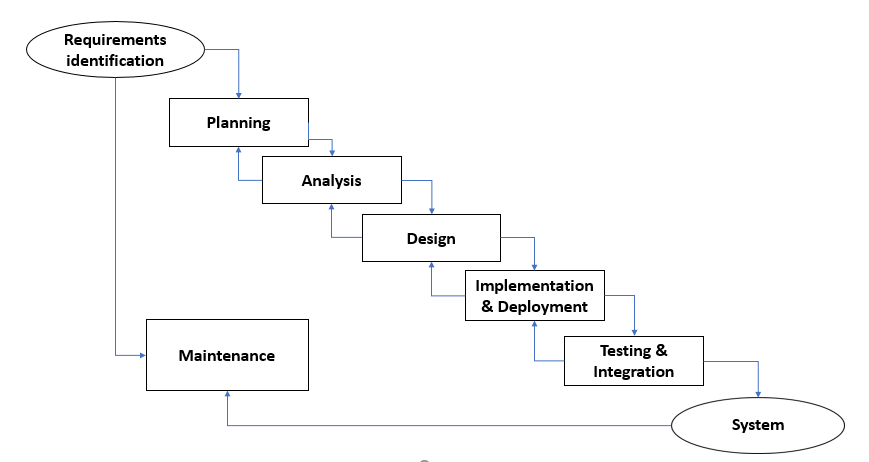 Requirements
identification
Planning
Analysis
Design
Implementation
& Deployment
Testing &
Integration
Maintenance
System